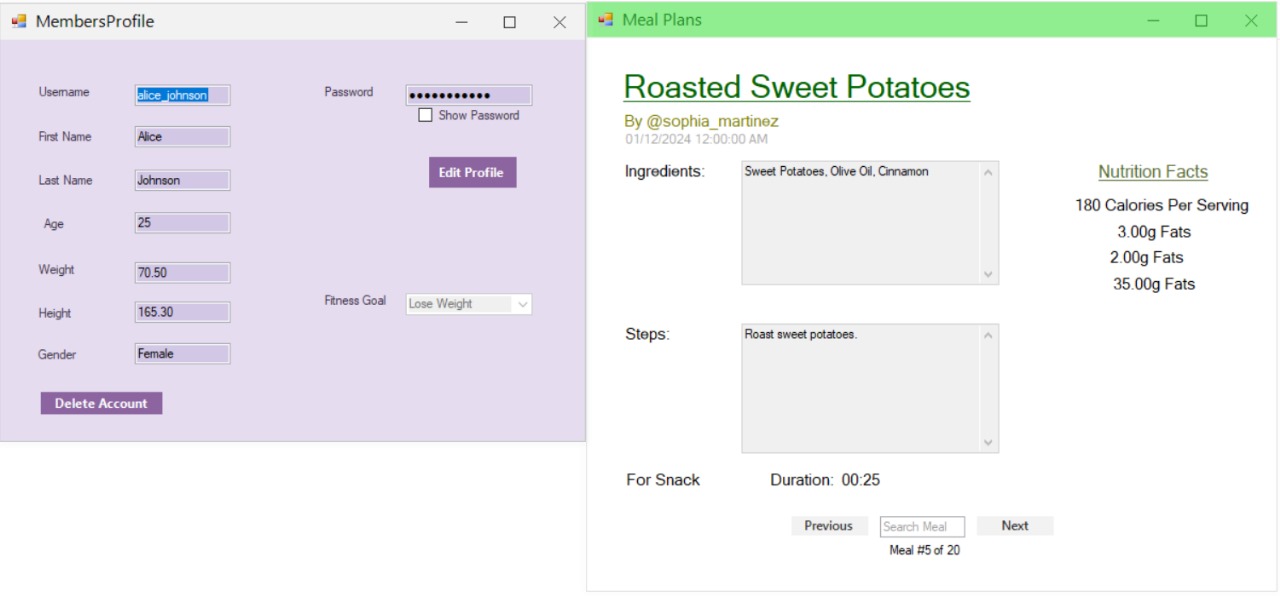 MembersProfile
Username
alice_johnson
Password
●●●●●●●●●●●
Show Password
First Name
Alice
Edit Profile
Last Name
Johnson
Age
25
Weight
70.50
Height
165.30
Fitness Goal
Lose Weight
Gender
Female
Delete Account
Meal Plans
Roasted Sweet Potatoes
By @sophia_martinez
01/12/2024 12:00:00 AM
Ingredients:
Sweet Potatoes, Olive Oil, Cinnamon
Nutrition Facts
180 Calories Per Serving
3.00g Fats
2.00g Fats
35.00g Fats
Steps:
Roast sweet potatoes.
For Snack
Duration: 00:25
Previous
Search Meal
Next
Meal #5 of 20